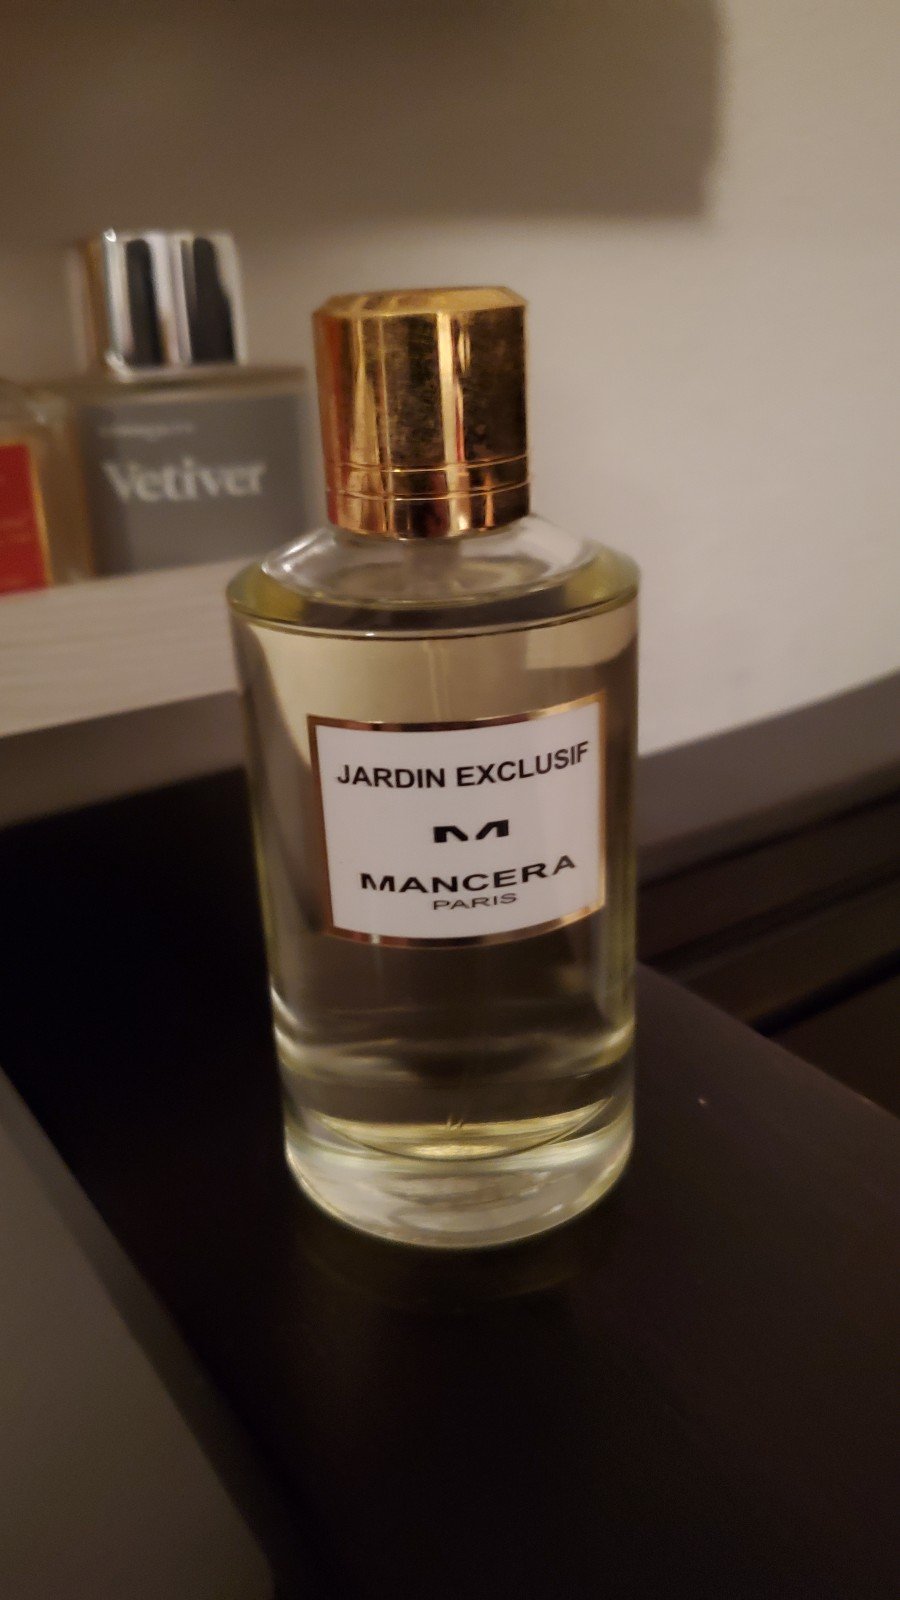 Vetiver
JARDIN EXCLUSIF
M
MANCERA
PARIS